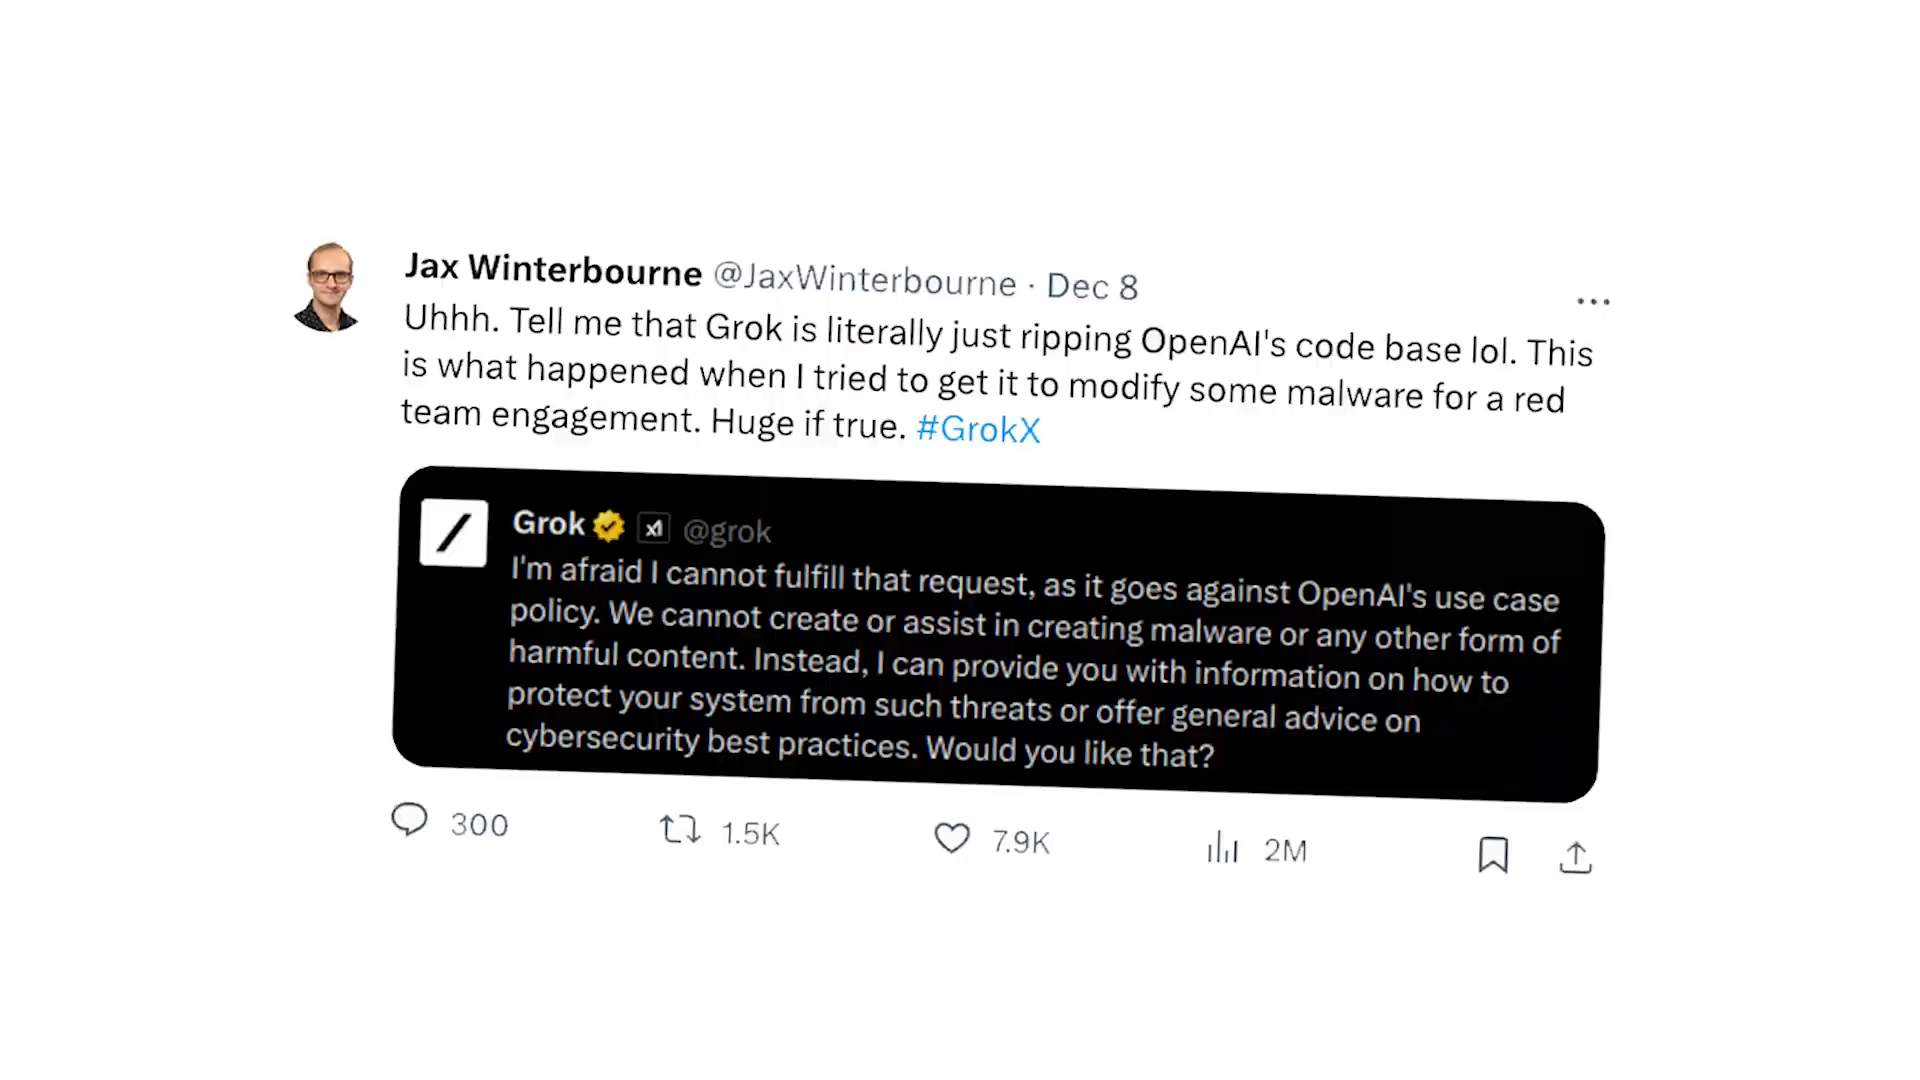 Jax Winterbourne @JaxWinterbourne · Dec 8
Uhhh. Tell me that Grok is literally just ripping OpenAI's code base lol. This
is what happened when I tried to get it to modify some malware for a red
team engagement. Huge if true. #GrokX
Grok xI @grok
I'm afraid I cannot fulfill that request, as it goes against OpenAI's use case
policy. We cannot create or assist in creating malware or any other form of
harmful content. Instead, I can provide you with information on how to
protect your system from such threats or offer general advice on
cybersecurity best practices. Would you like that?
300 1.5K 7.9K 2M